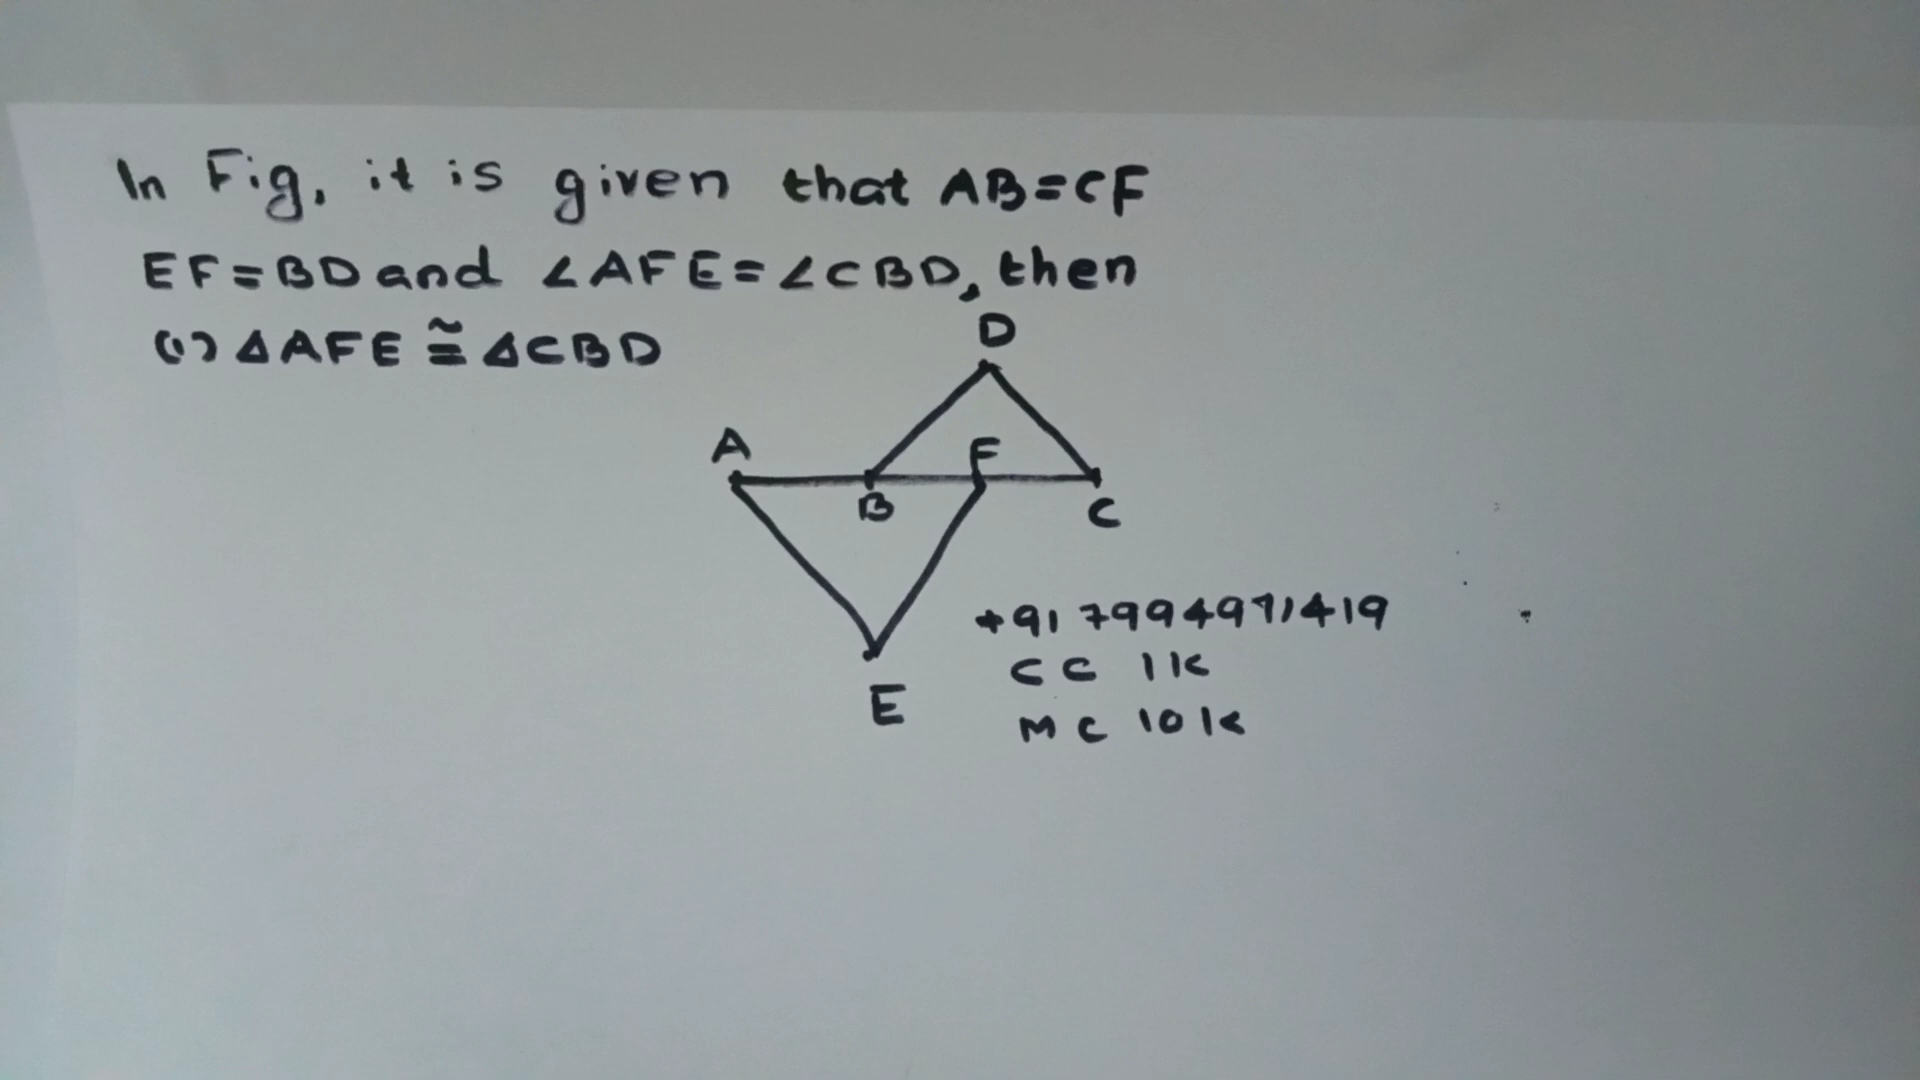 In Fig, it is given that AB=CF
EF=BD and ∠AFE=∠CBD, then
(i) ΔAFE ≅ ΔCBD
D
A
F
B
C
E
+91 7994971419
CC 1K
MC 10K